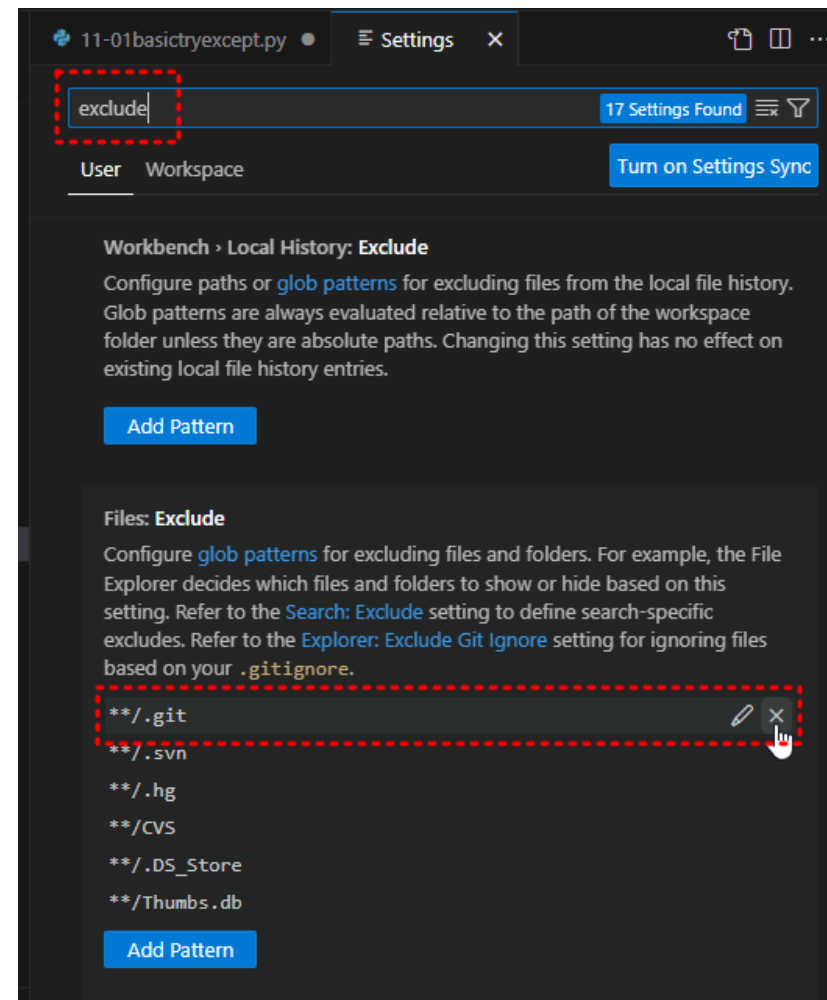 11-01basictryexcept.py ● Settings ×
exclude 17 Settings Found
User Workspace Turn on Settings Sync
Workbench › Local History: Exclude
Configure paths or glob patterns for excluding files from the local file history.
Glob patterns are always evaluated relative to the path of the workspace
folder unless they are absolute paths. Changing this setting has no effect on
existing local file history entries.
Add Pattern
Files: Exclude
Configure glob patterns for excluding files and folders. For example, the File
Explorer decides which files and folders to show or hide based on this
setting. Refer to the Search: Exclude setting to define search-specific
excludes. Refer to the Explorer: Exclude Git Ignore setting for ignoring files
based on your .gitignore.
**/.git
**/.svn
**/.hg
**/CVS
**/.DS_Store
**/Thumbs.db
Add Pattern